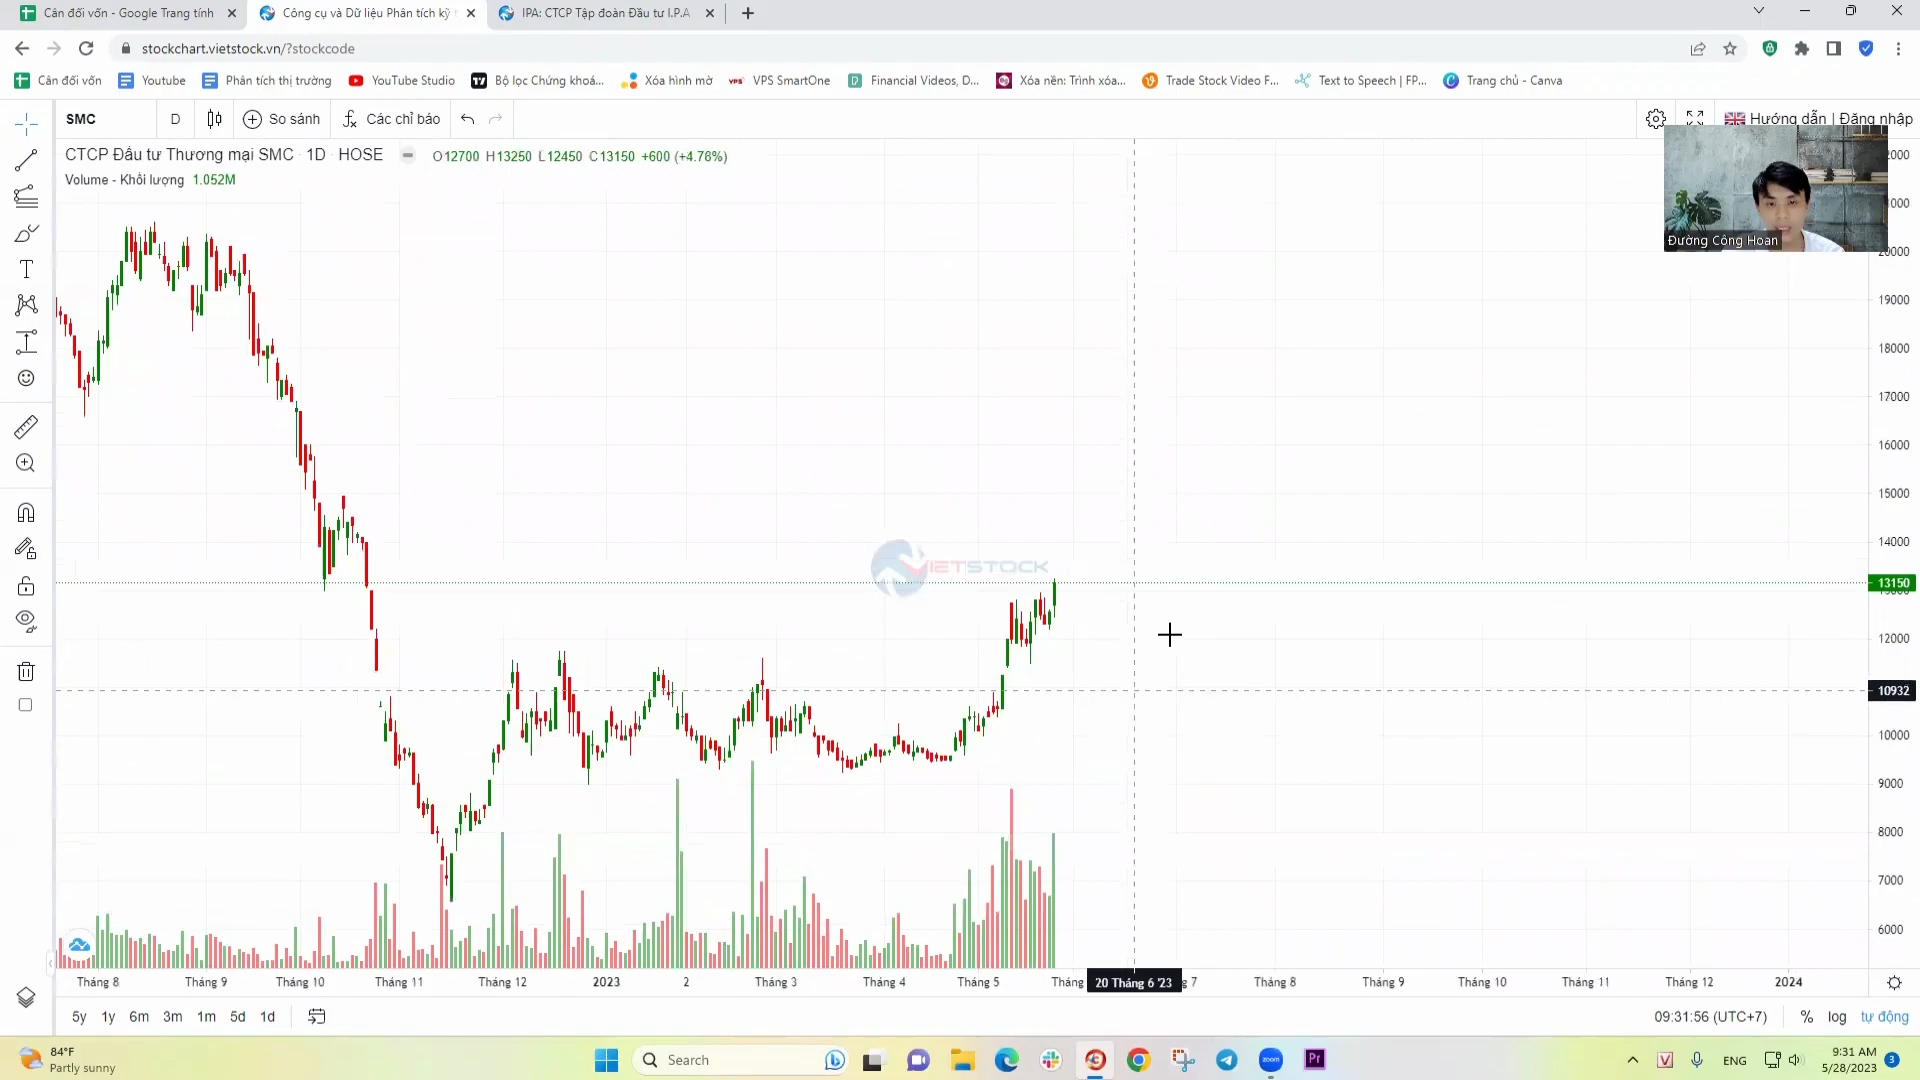 Cân đối vốn - Google Trang tính
Công cụ và Dữ liệu Phân tích kỹ
IPA: CTCP Tập đoàn Đầu tư I.P.A
stockchart.vietstock.vn/?stockcode
Cân đối vốn
Youtube
Phân tích thị trường
YouTube Studio
Bộ lọc Chứng khoá...
Xóa hình mờ
VPS SmartOne
Financial Videos, D...
Xóa nền: Trình xóa...
Trade Stock Video F...
Text to Speech | FP...
Trang chủ - Canva
SMC
D
So sánh
Các chỉ báo
Hướng dẫn | Đăng nhập
CTCP Đầu tư Thương mại SMC 1D HOSE
O12700 H13250 L12450 C13150 +600 (+4.78%)
Volume - Khối lượng 1.052M
Đường Công Hoan
VIETSTOCK
20000
19000
18000
17000
16000
15000
14000
13150
12000
10932
10000
9000
8000
7000
6000
Tháng 8
Tháng 9
Tháng 10
Tháng 11
Tháng 12
2023
2
Tháng 3
Tháng 4
Tháng 5
20 Tháng 6 '23
Tháng 8
Tháng 9
Tháng 10
Tháng 11
Tháng 12
2024
5y
1y
6m
3m
1m
5d
1d
09:31:56 (UTC+7)
%
log
tự động
84°F
Partly sunny
Search
zoom
Pr
ENG
9:31 AM
5/28/2023
3